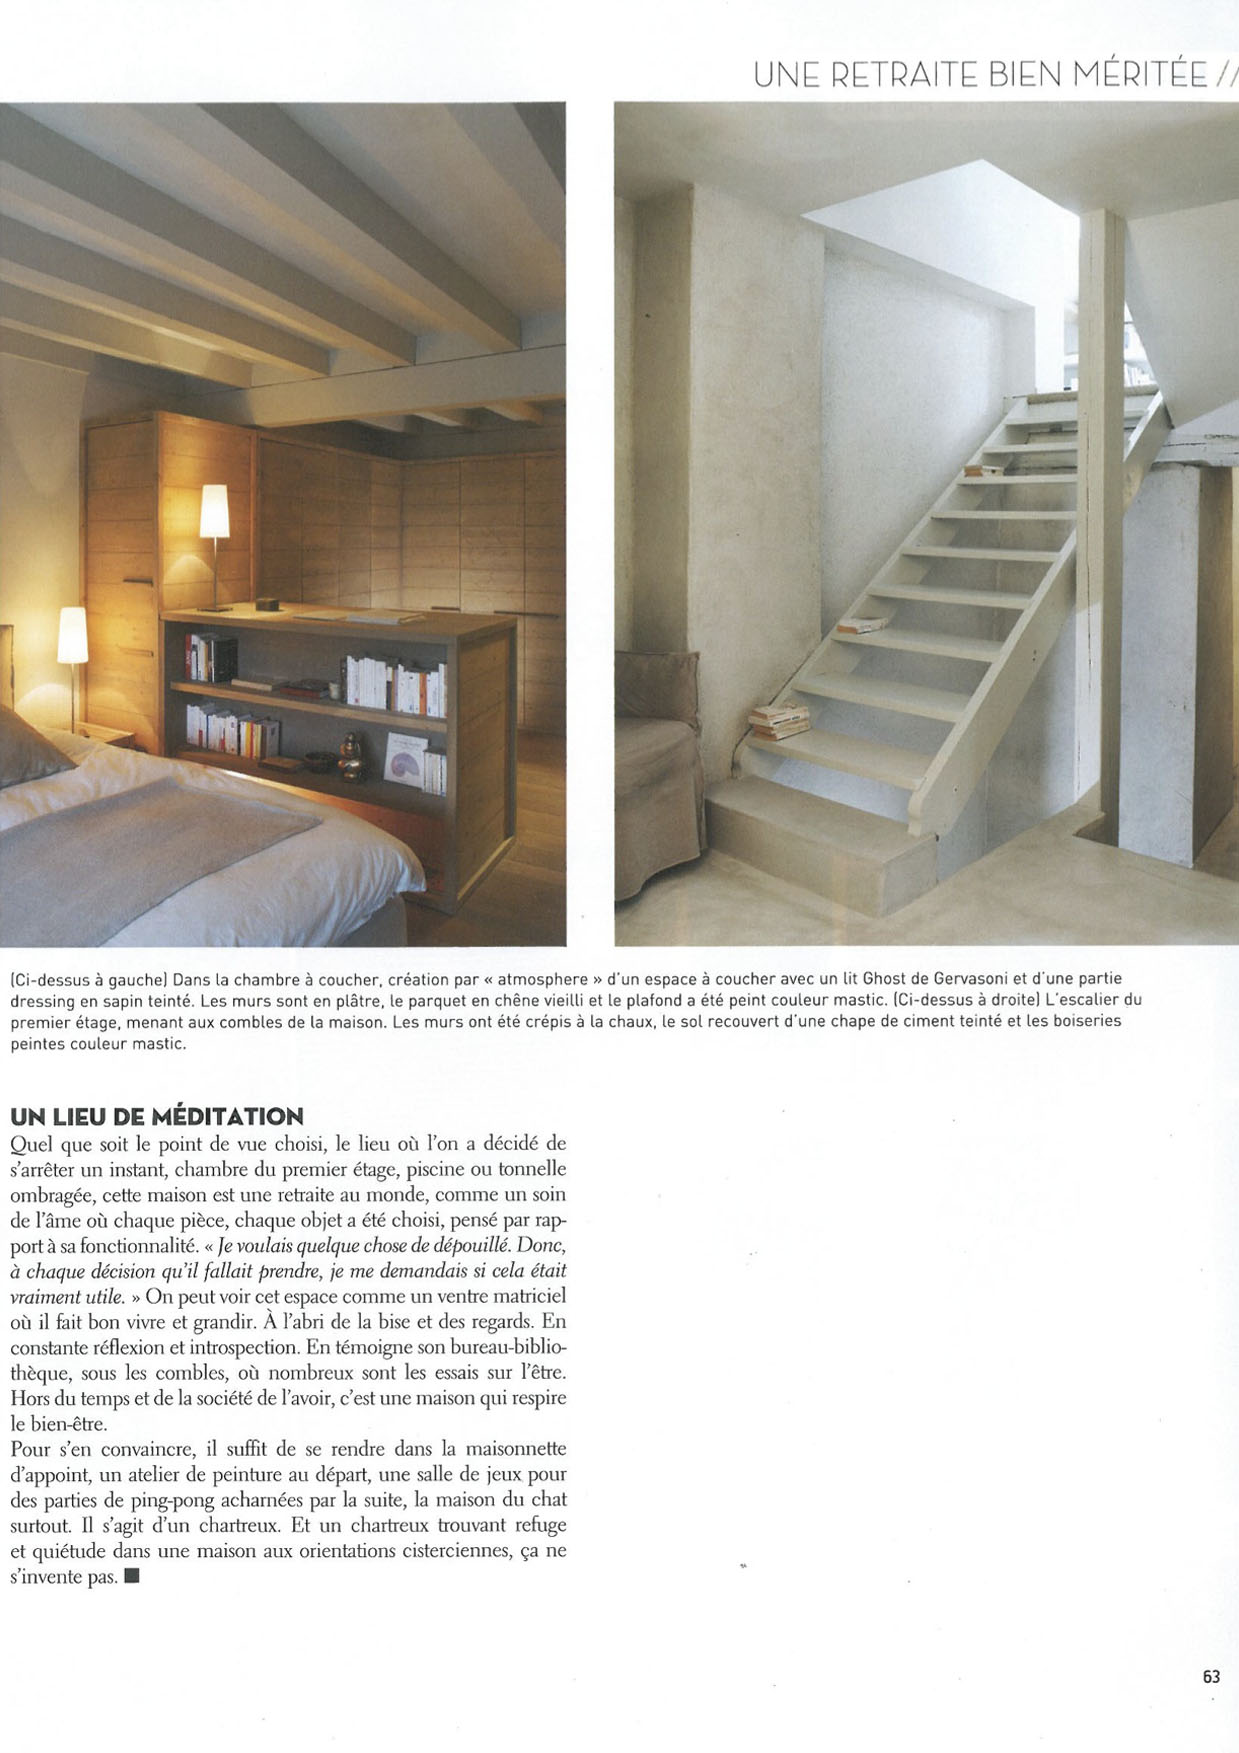 UNE RETRAITE BIEN MÉRITÉE //
(Ci-dessus à gauche) Dans la chambre à coucher, création par « atmosphere » d'un espace à coucher avec un lit Ghost de Gervasoni et d'une partie
dressing en sapin teinté. Les murs sont en plâtre, le parquet en chêne vieilli et le plafond a été peint couleur mastic. (Ci-dessus à droite) L'escalier du
premier étage, menant aux combles de la maison. Les murs ont été crépis à la chaux, le sol recouvert d'une chape de ciment teinté et les boiseries
peintes couleur mastic.
UN LIEU DE MÉDITATION
Quel que soit le point de vue choisi, le lieu où l'on a décidé de
s'arrêter un instant, chambre du premier étage, piscine ou tonnelle
ombragée, cette maison est une retraite au monde, comme un soin
de l'âme où chaque pièce, chaque objet a été choisi, pensé par rap-
port à sa fonctionnalité. « Je voulais quelque chose de dépouillé. Donc,
à chaque décision qu'il fallait prendre, je me demandais si cela était
vraiment utile. » On peut voir cet espace comme un ventre matriciel
où il fait bon vivre et grandir. À l'abri de la bise et des regards. En
constante réflexion et introspection. En témoigne son bureau-biblio-
thèque, sous les combles, où nombreux sont les essais sur l'être.
Hors du temps et de la société de l'avoir, c'est une maison qui respire
le bien-être.
Pour s'en convaincre, il suffit de se rendre dans la maisonnette
d'appoint, un atelier de peinture au départ, une salle de jeux pour
des parties de ping-pong acharnées par la suite, la maison du chat
surtout. Il s'agit d'un chartreux. Et un chartreux trouvant refuge
et quiétude dans une maison aux orientations cisterciennes, ça ne
s'invente pas. ■
63